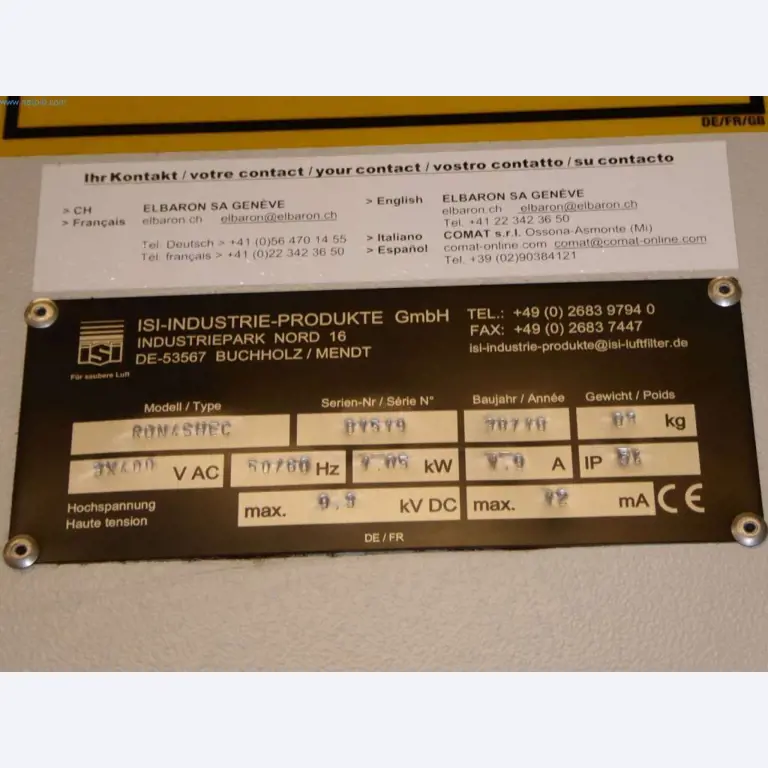 DE/FR/GB
Ihr Kontakt / votre contact / your contact / vostro contatto / su contacto
> CH
> Français
ELBARON SA GENÈVE
elbaron.ch elbaron@elbaron.ch
Tel. Deutsch > +41 (0)56 470 14 55
Tél. français > +41 (0)22 342 36 50
> English
ELBARON SA GENÈVE
elbaron.ch elbaron@elbaron.ch
Tel. +41 22 342 36 50
> Italiano
> Español
COMAT s.r.l. Ossona-Asmonte (Mi)
comat-online.com comat@comat-online.com
Tel. +39 (02)90384121
ISI
Für saubere Luft
ISI-INDUSTRIE-PRODUKTE GmbH
INDUSTRIEPARK NORD 16
DE-53567 BUCHHOLZ / MENDT
TEL.: +49 (0) 2683 9794 0
FAX: +49 (0) 2683 7447
isi-industrie-produkte@isi-luftfilter.de
Modell / Type
Serien-Nr / Série N°
Baujahr / Année
Gewicht / Poids
kg
3X400 V AC
50/60 Hz
kW
A
IP
Hochspannung
Haute tension
max. kV DC
max. mA
CE
DE / FR